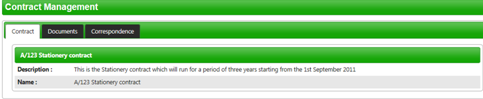 Contract Management
Contract Documents Correspondence
A/123 Stationery contract
Description : This is the Stationery contract which will run for a period of three years starting from the 1st September 2011
Name : A/123 Stationery contract